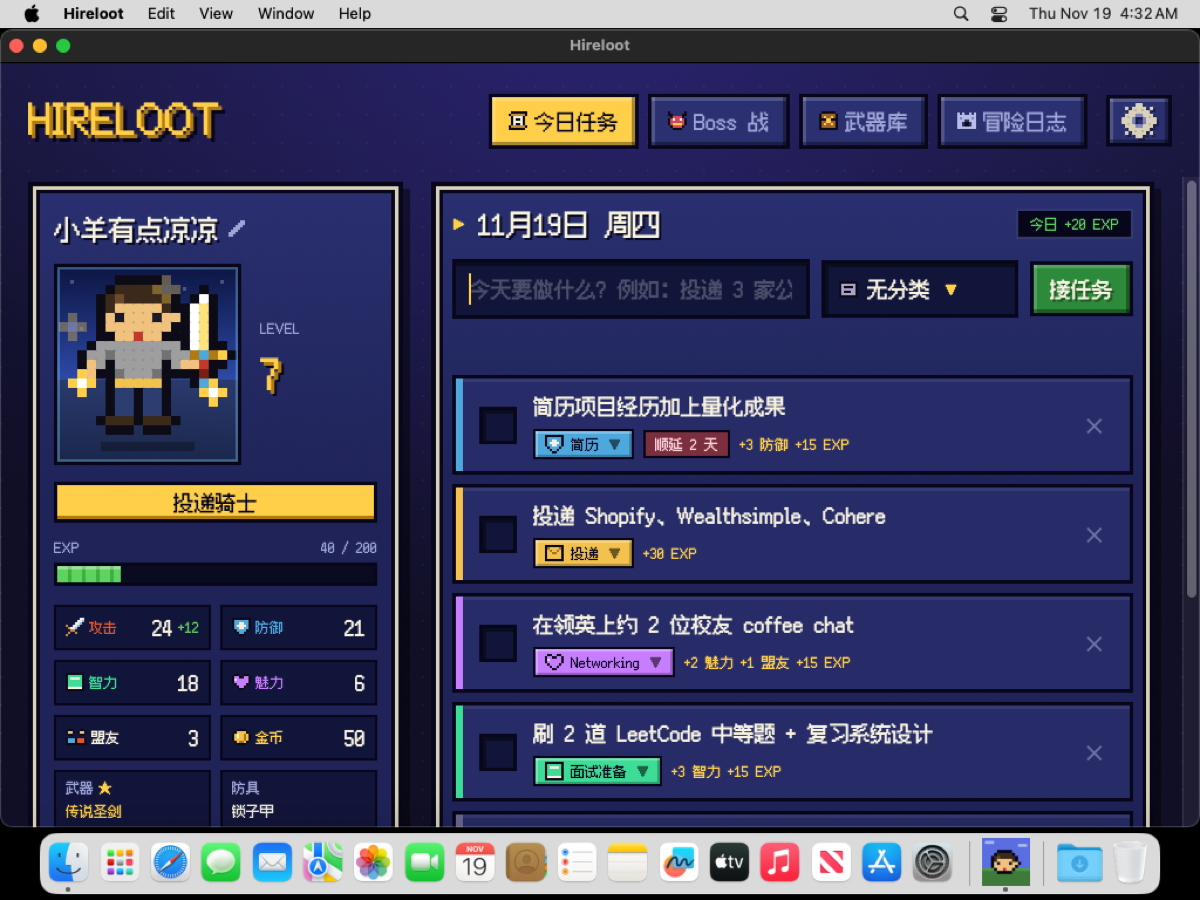 Hireloot Edit View Window Help Thu Nov 19 4:32 AM
Hireloot
HIRELOOT
今日任务 Boss 战 武器库 冒险日志
小羊有点凉凉
LEVEL
7
投递骑士
EXP 40 / 200
攻击 24 +12 防御 21
智力 18 魅力 6
盟友 3 金币 50
武器 防具
传说圣剑 锁子甲
11月19日 周四 今日 +20 EXP
今天要做什么? 例如: 投递 3 家公 无分类 接任务
简历项目经历加上量化成果
简历 顺延 2 天 +3 防御 +15 EXP
投递 Shopify、Wealthsimple、Cohere
投递 +30 EXP
在领英上约 2 位校友 coffee chat
Networking +2 魅力 +1 盟友 +15 EXP
刷 2 道 LeetCode 中等题 + 复习系统设计
面试准备 +3 智力 +15 EXP
NOV
19
tv